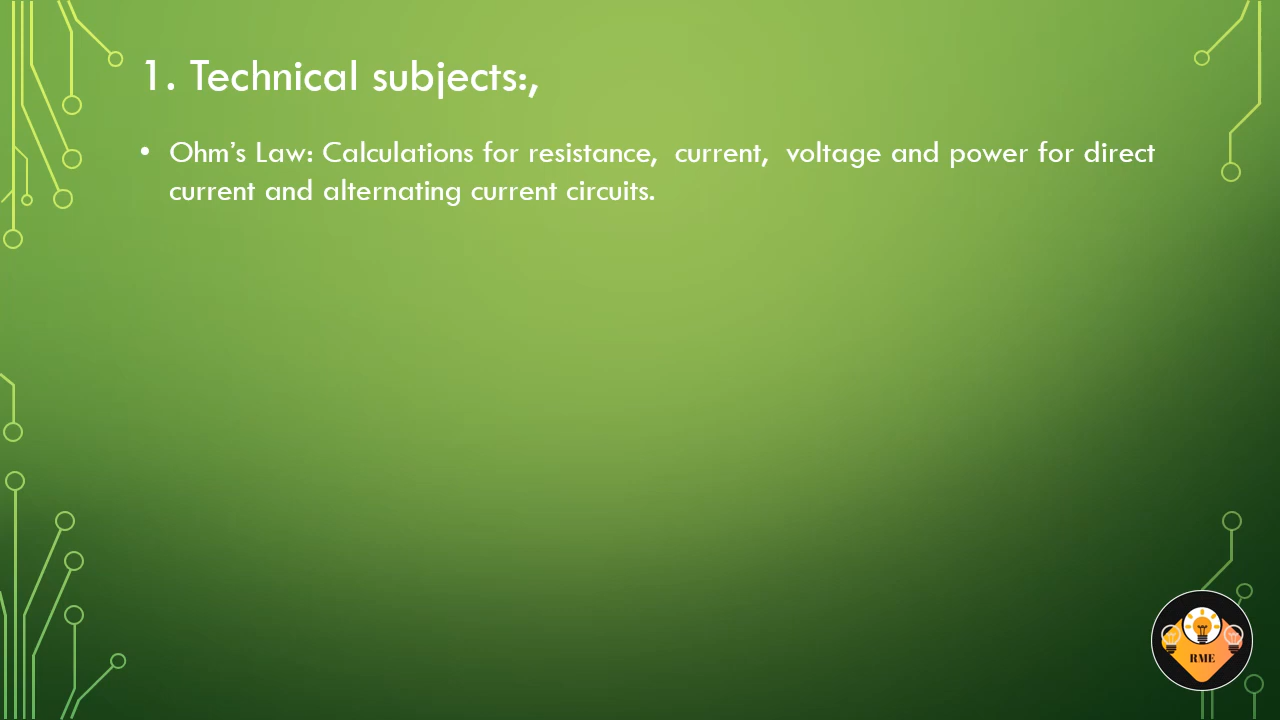 1. Technical subjects:,
• Ohm’s Law: Calculations for resistance, current, voltage and power for direct
current and alternating current circuits.
RME